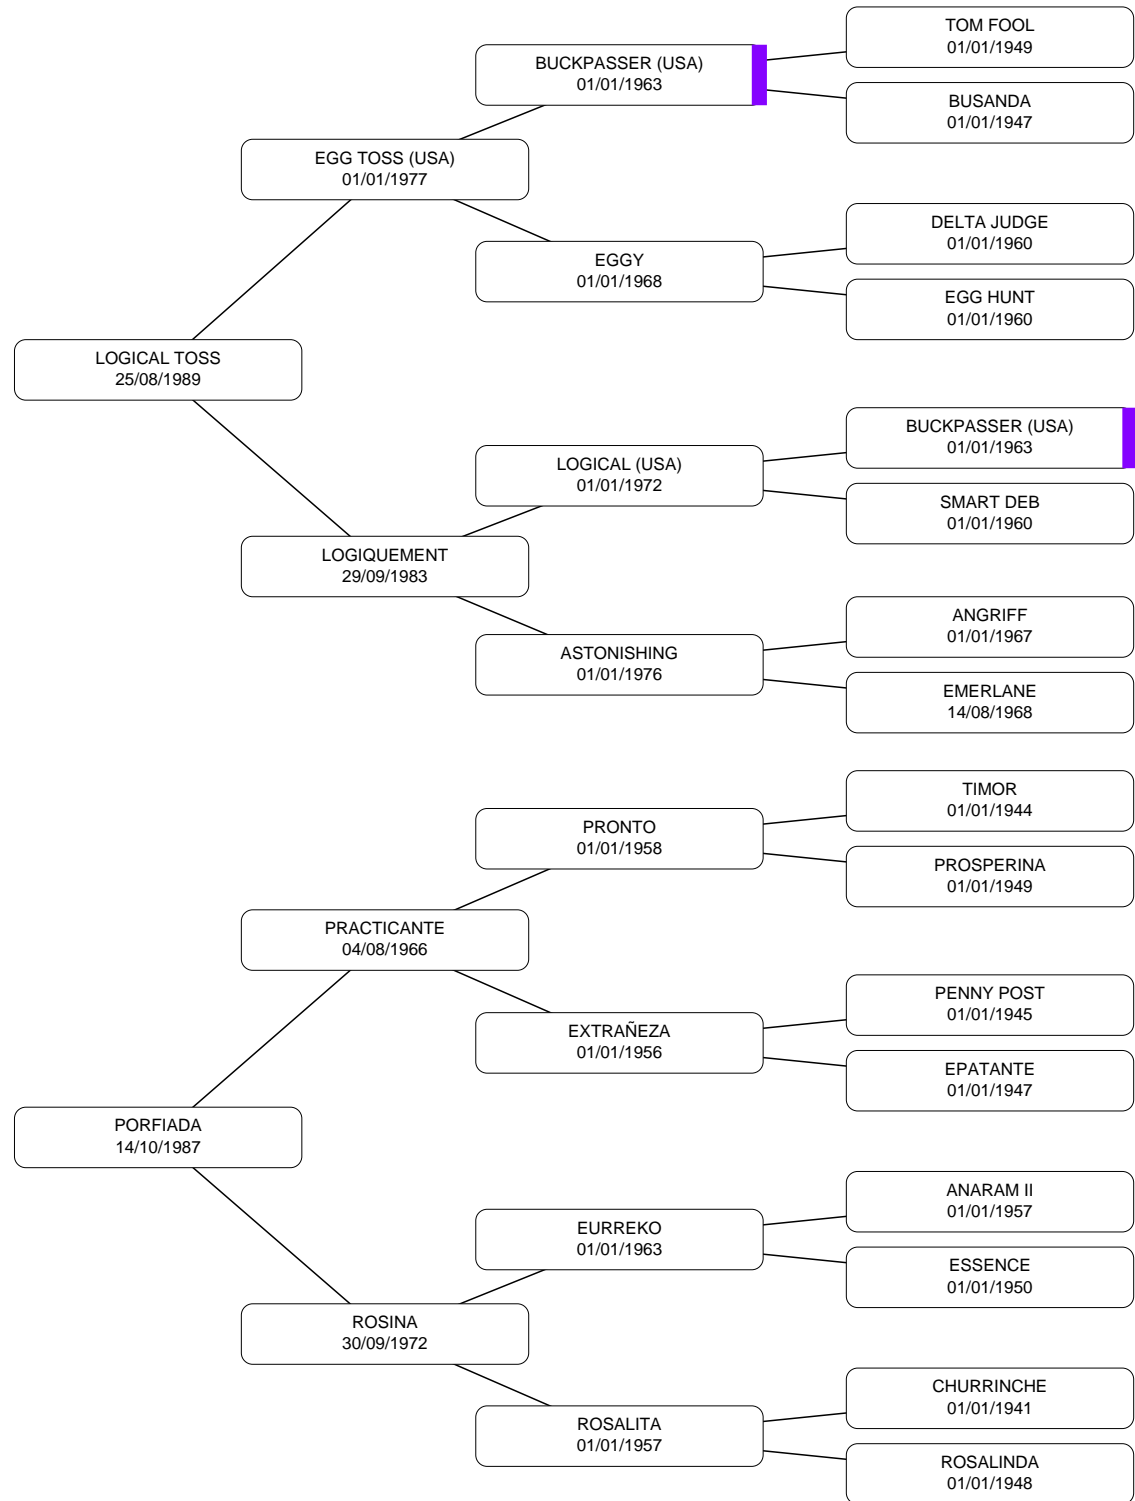 TOM FOOL
01/01/1949
BUCKPASSER (USA)
01/01/1963
BUSANDA
01/01/1947
EGG TOSS (USA)
01/01/1977
DELTA JUDGE
01/01/1960
EGGY
01/01/1968
EGG HUNT
01/01/1960
LOGICAL TOSS
25/08/1989
BUCKPASSER (USA)
01/01/1963
LOGICAL (USA)
01/01/1972
SMART DEB
01/01/1960
LOGIQUEMENT
29/09/1983
ANGRIFF
01/01/1967
ASTONISHING
01/01/1976
EMERLANE
14/08/1968
TIMOR
01/01/1944
PRONTO
01/01/1958
PROSPERINA
01/01/1949
PRACTICANTE
04/08/1966
PENNY POST
01/01/1945
EXTRAÑEZA
01/01/1956
EPATANTE
01/01/1947
PORFIADA
14/10/1987
ANARAM II
01/01/1957
EURREKO
01/01/1963
ESSENCE
01/01/1950
ROSINA
30/09/1972
CHURRINCHE
01/01/1941
ROSALITA
01/01/1957
ROSALINDA
01/01/1948